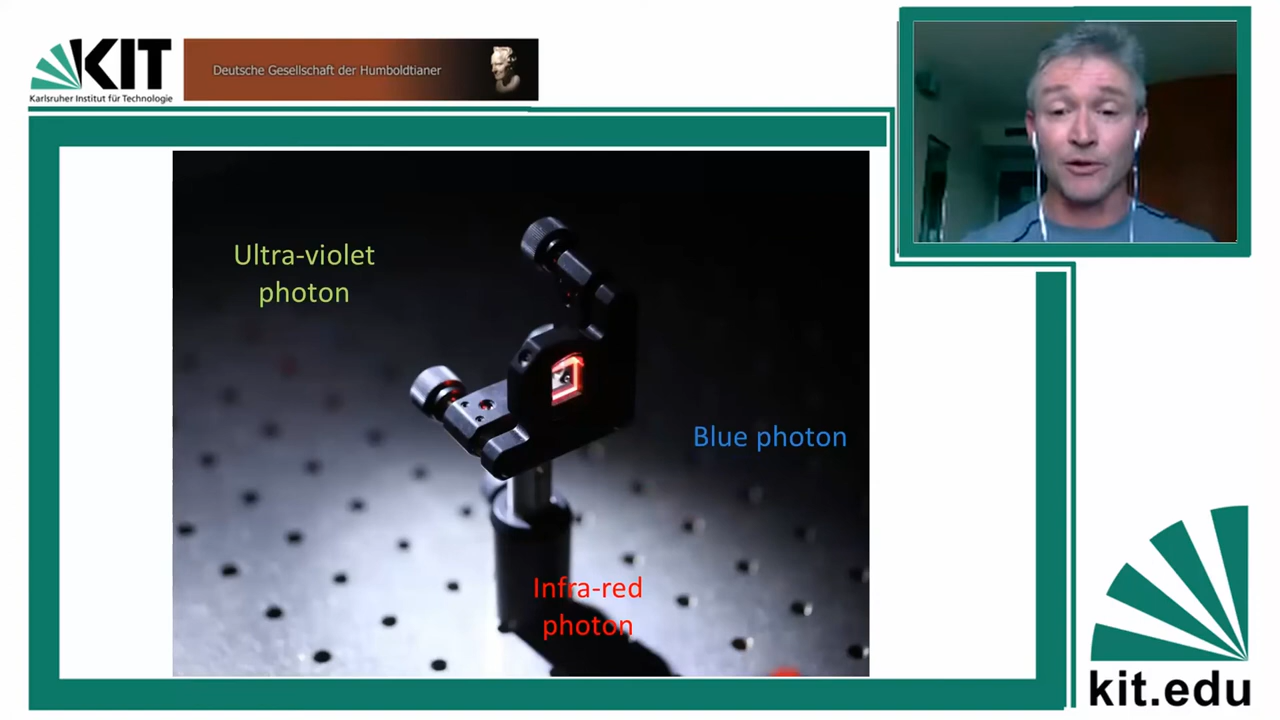 KIT
Karlsruher Institut für Technologie
Deutsche Gesellschaft der Humboldtianer
Ultra-violet
photon
Blue photon
Infra-red
photon
kit.edu